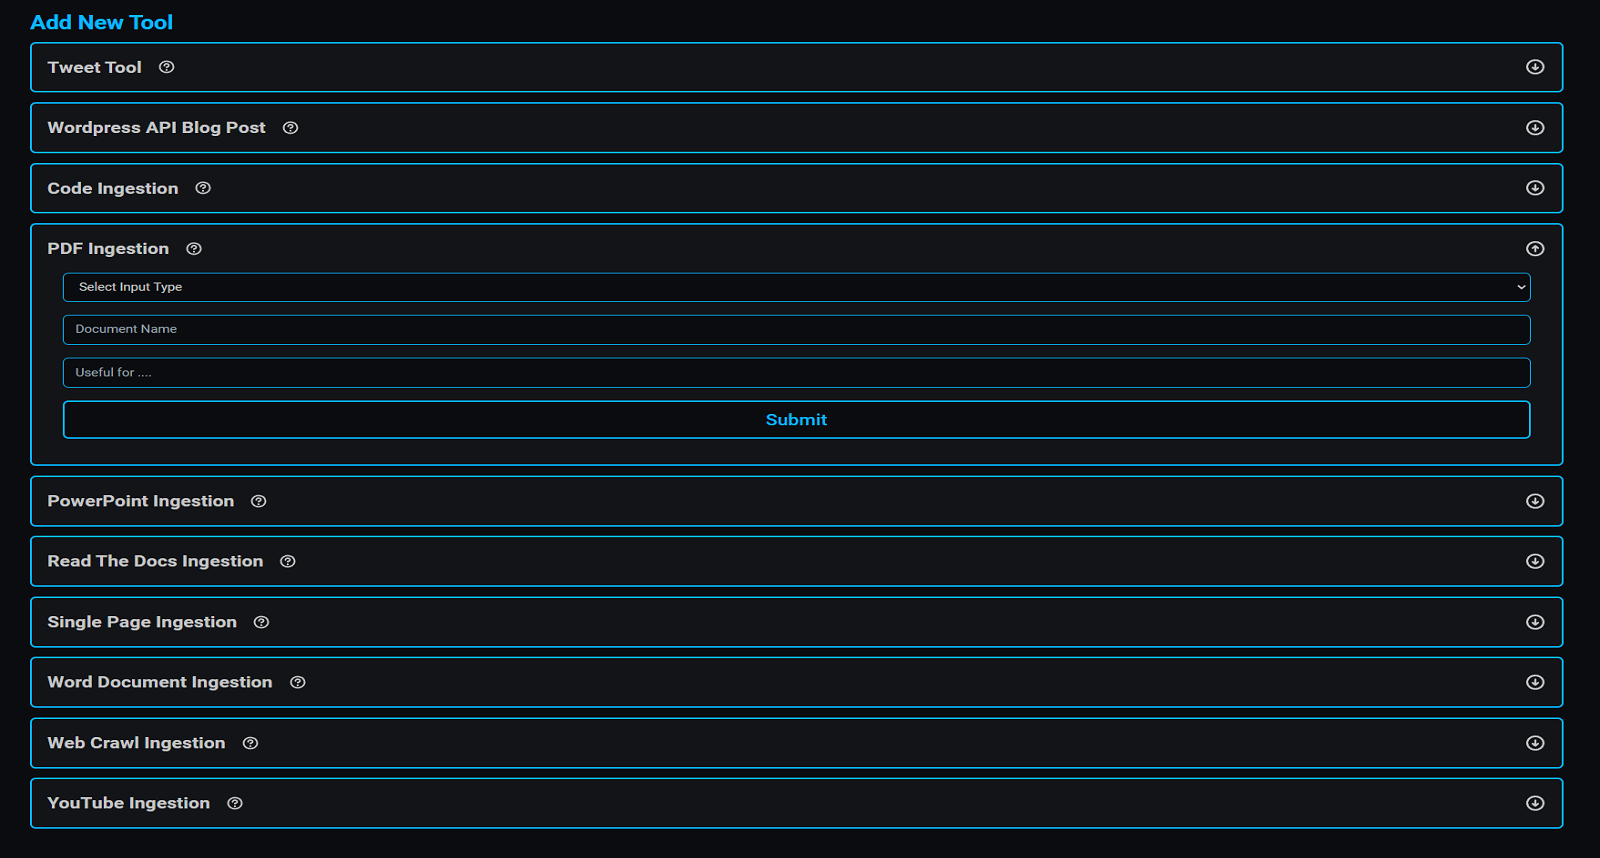 Add New Tool
Tweet Tool
Wordpress API Blog Post
Code Ingestion
PDF Ingestion
Select Input Type
Document Name
Useful for ....
Submit
PowerPoint Ingestion
Read The Docs Ingestion
Single Page Ingestion
Word Document Ingestion
Web Crawl Ingestion
YouTube Ingestion